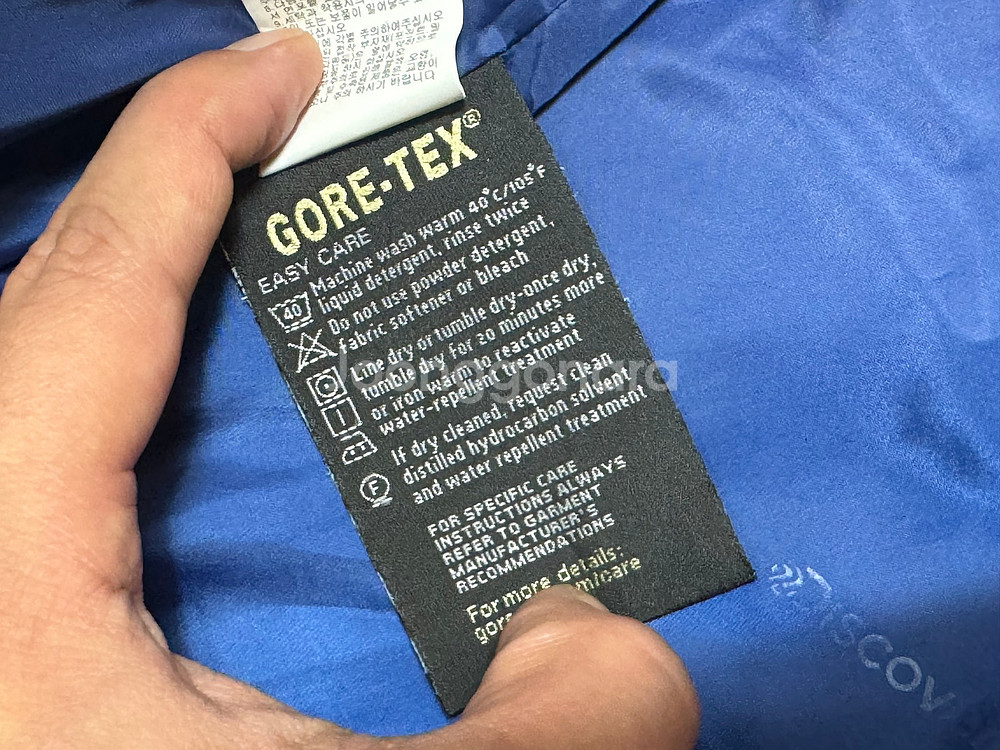 GORE-TEX®
EASY CARE
40
Machine wash warm 40°C/105°F
liquid detergent, rinse twice
Do not use powder detergent,
fabric softener or bleach
Line dry or tumble dry-once dry,
tumble dry for 20 minutes more
or iron warm to reactivate
water-repellent treatment
F
If dry cleaned, request clean
distilled hydrocarbon solvent
and water repellent treatment
FOR SPECIFIC CARE
INSTRUCTIONS ALWAYS
REFER TO GARMENT
MANUFACTURER'S
RECOMMENDATIONS
For more details:
joonggonara
DISCOV